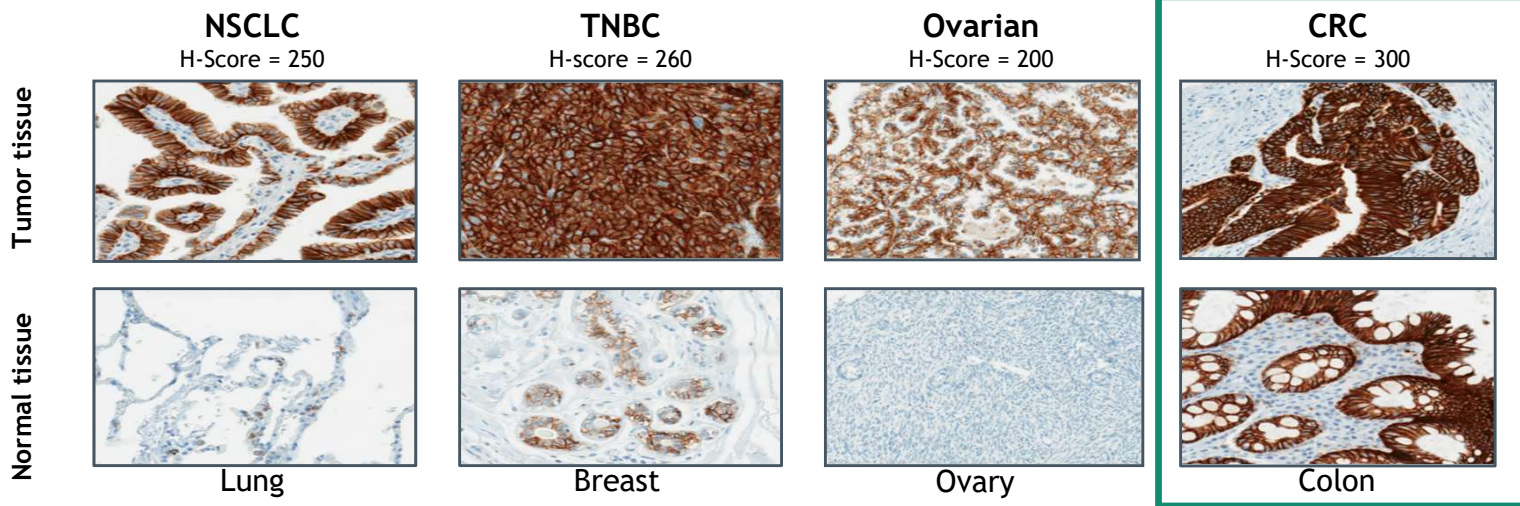 NSCLC
H-Score = 250
TNBC
H-score = 260
Ovarian
H-Score = 200
CRC
H-Score = 300
Tumor tissue
Normal tissue
Lung
Breast
Ovary
Colon